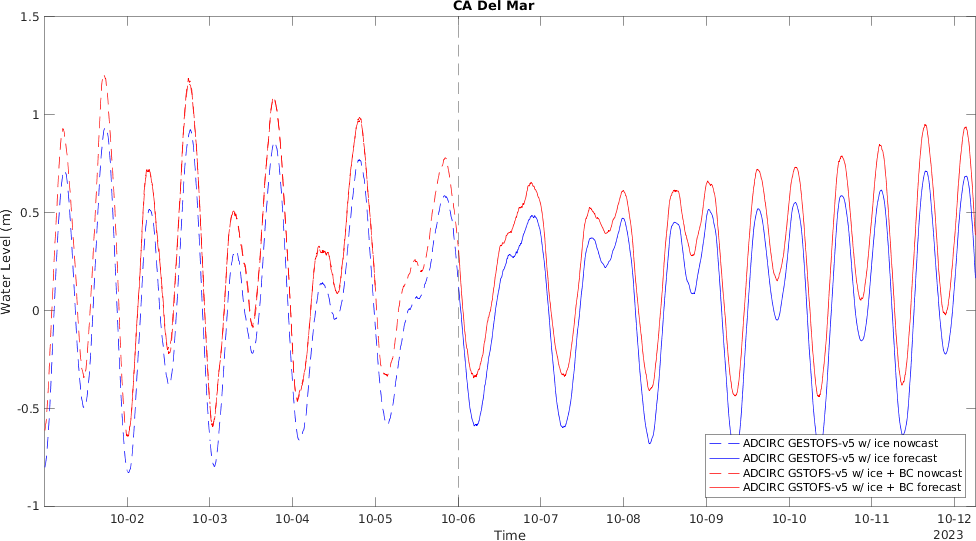 CA Del Mar
1.5
1
0.5
0
-0.5
-1
Water Level (m)
10-02 10-03 10-04 10-05 10-06 10-07 10-08 10-09 10-10 10-11 10-12
Time
2023
ADCIRC GESTOFS-v5 w/ ice nowcast
ADCIRC GESTOFS-v5 w/ ice forecast
ADCIRC GSTOFS-v5 w/ ice + BC nowcast
ADCIRC GSTOFS-v5 w/ ice + BC forecast